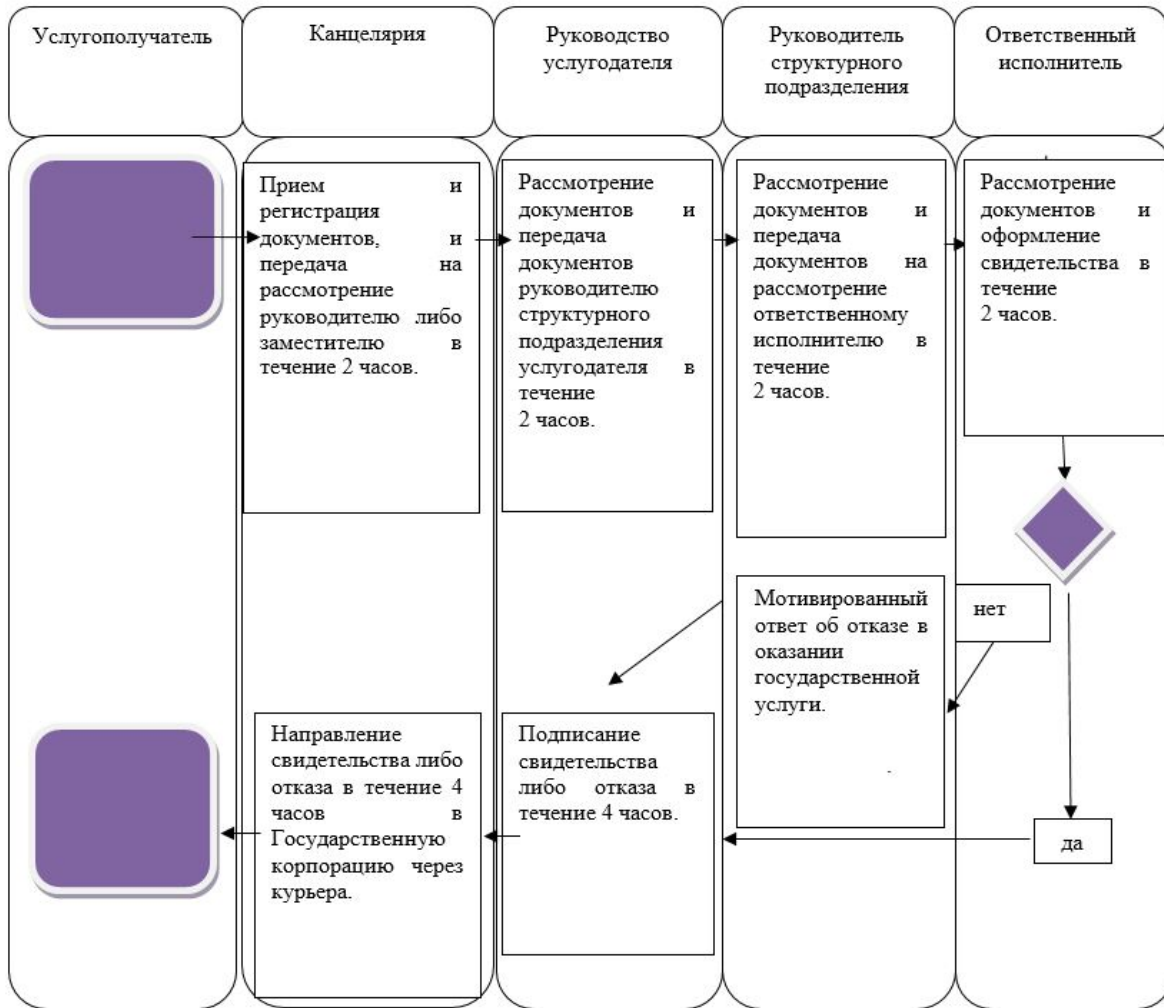 Услугополучатель
Канцелярия
Руководство
услугодателя
Руководитель
структурного
подразделения
Ответственный
исполнитель
Прием и
регистрация
документов, и
передача на
рассмотрение
руководителю либо
заместителю в
течение 2 часов.
Рассмотрение
документов и
передача
документов
руководителю
структурного
подразделения
услугодателя в
течение
2 часов.
Рассмотрение
документов и
передача
документов на
рассмотрение
ответственному
исполнителю в
течение
2 часов.
Рассмотрение
документов и
оформление
свидетельства в
течение
2 часов.
Мотивированный
ответ об отказе в
оказании
государственной
услуги.
.
нет
Направление
свидетельства либо
отказа в течение 4
часов в
Государственную
корпорацию через
курьера.
Подписание
свидетельства
либо отказа в
течение 4 часов.
да